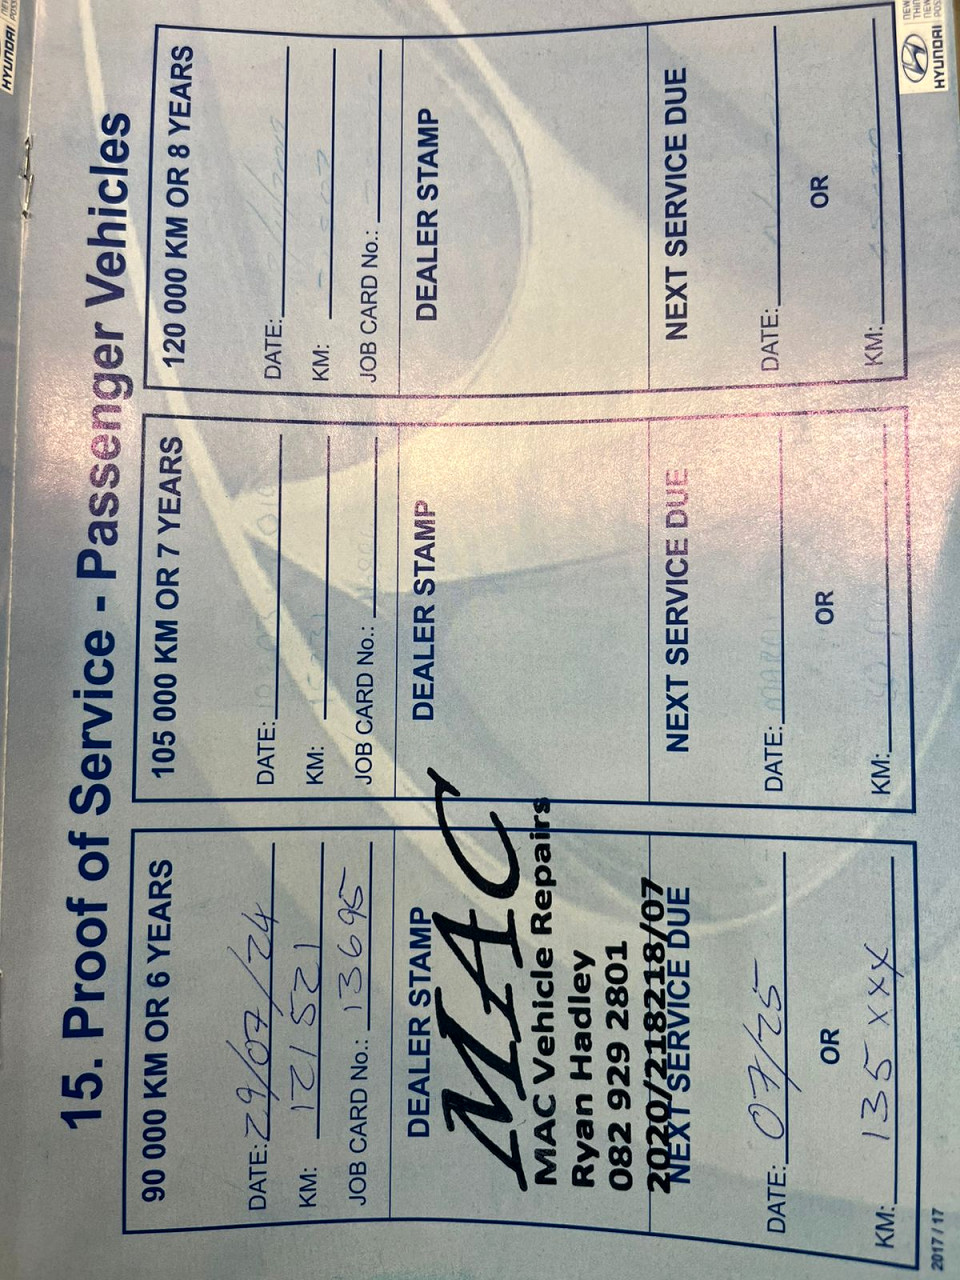 15. Proof of Service - Passenger Vehicles
90 000 KM OR 6 YEARS
DATE: 29/07/24
KM: 121521
JOB CARD No.: 13695
DEALER STAMP
MAC
MAC Vehicle Repairs
Ryan Hadley
082 929 2801
2020/218218/07
NEXT SERVICE DUE
DATE: 07/25
OR
KM: 135 xxx
105 000 KM OR 7 YEARS
DATE:
KM:
JOB CARD No.:
DEALER STAMP
NEXT SERVICE DUE
DATE:
OR
KM:
120 000 KM OR 8 YEARS
DATE:
KM:
JOB CARD No.:
DEALER STAMP
NEXT SERVICE DUE
DATE:
OR
KM:
2017 / 17
HYUNDAI
HYUNDAI